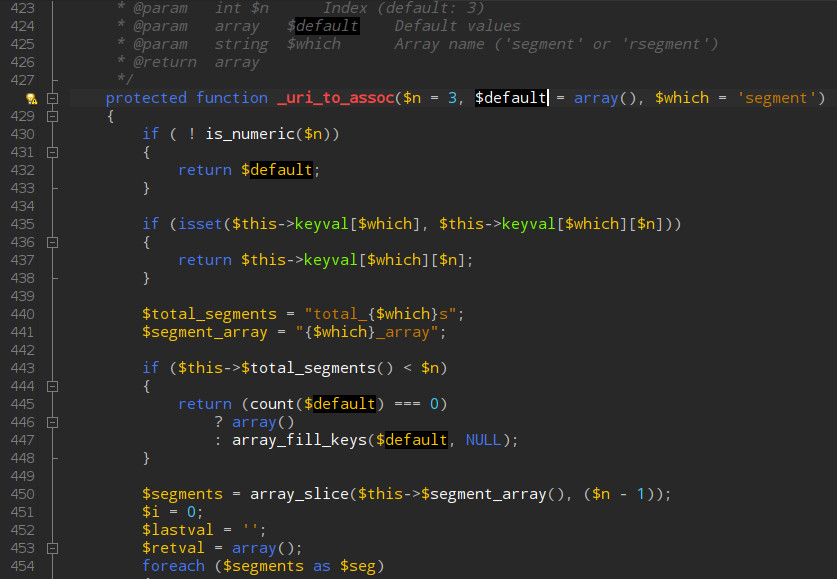 423 * @param int $n Index (default: 3)
424 * @param array $default Default values
425 * @param string $which Array name ('segment' or 'rsegment')
426 * @return array
427 */
protected function _uri_to_assoc($n = 3, $default = array(), $which = 'segment')
429 {
430 if ( ! is_numeric($n))
431 {
432 return $default;
433 }
434
435 if (isset($this->keyval[$which], $this->keyval[$which][$n]))
436 {
437 return $this->keyval[$which][$n];
438 }
439
440 $total_segments = "total_{$which}s";
441 $segment_array = "{$which}_array";
442
443 if ($this->$total_segments() < $n)
444 {
445 return (count($default) === 0)
446 ? array()
447 : array_fill_keys($default, NULL);
448 }
449
450 $segments = array_slice($this->$segment_array(), ($n - 1));
451 $i = 0;
452 $lastval = '';
453 $retval = array();
454 foreach ($segments as $seg)